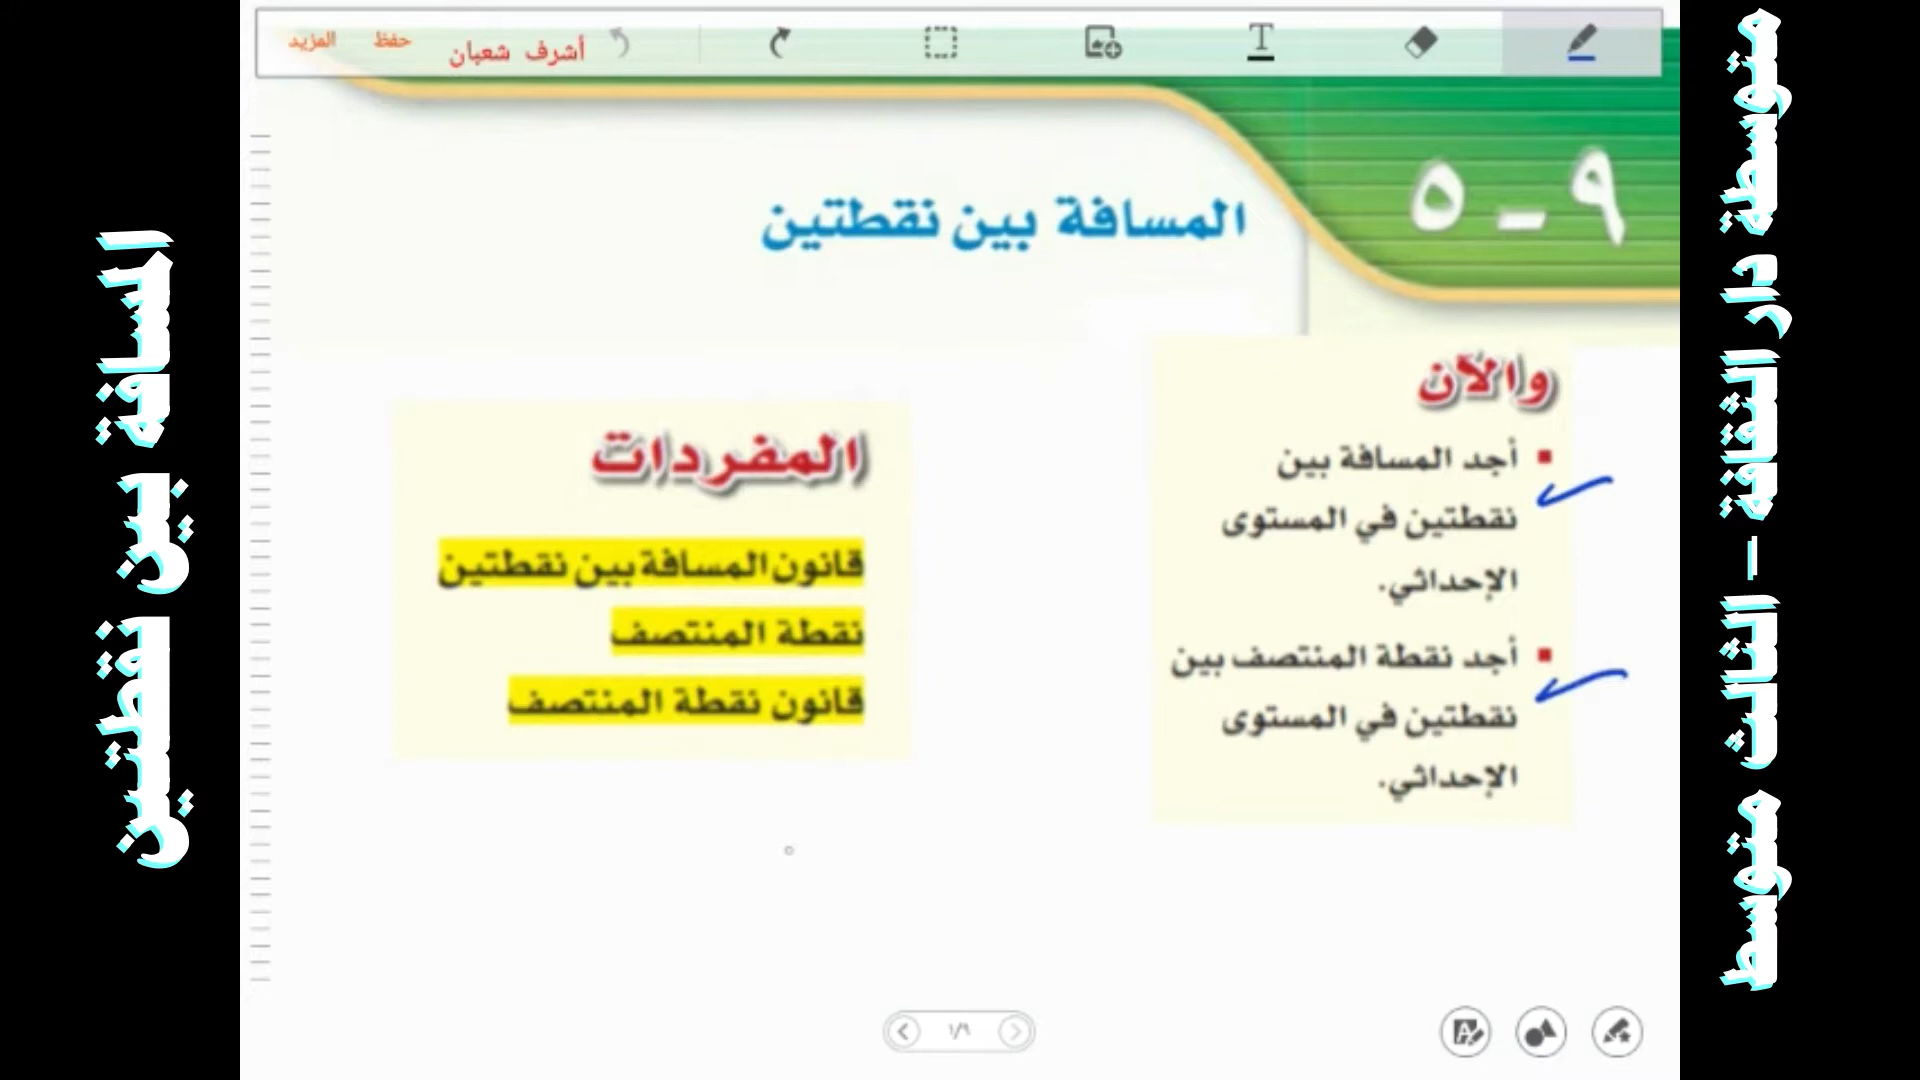 المزيد حفظ أشرف شعبان
٩ - ٥
المسافة بين نقطتين
والآن
أجد المسافة بين
نقطتين في المستوى
الإحداثي.
أجد نقطة المنتصف بين
نقطتين في المستوى
الإحداثي.
المفردات
قانون المسافة بين نقطتين
نقطة المنتصف
قانون نقطة المنتصف
١/٩
متوسطة دار الثقافة – الثالث متوسط
المسافة بين نقطتين